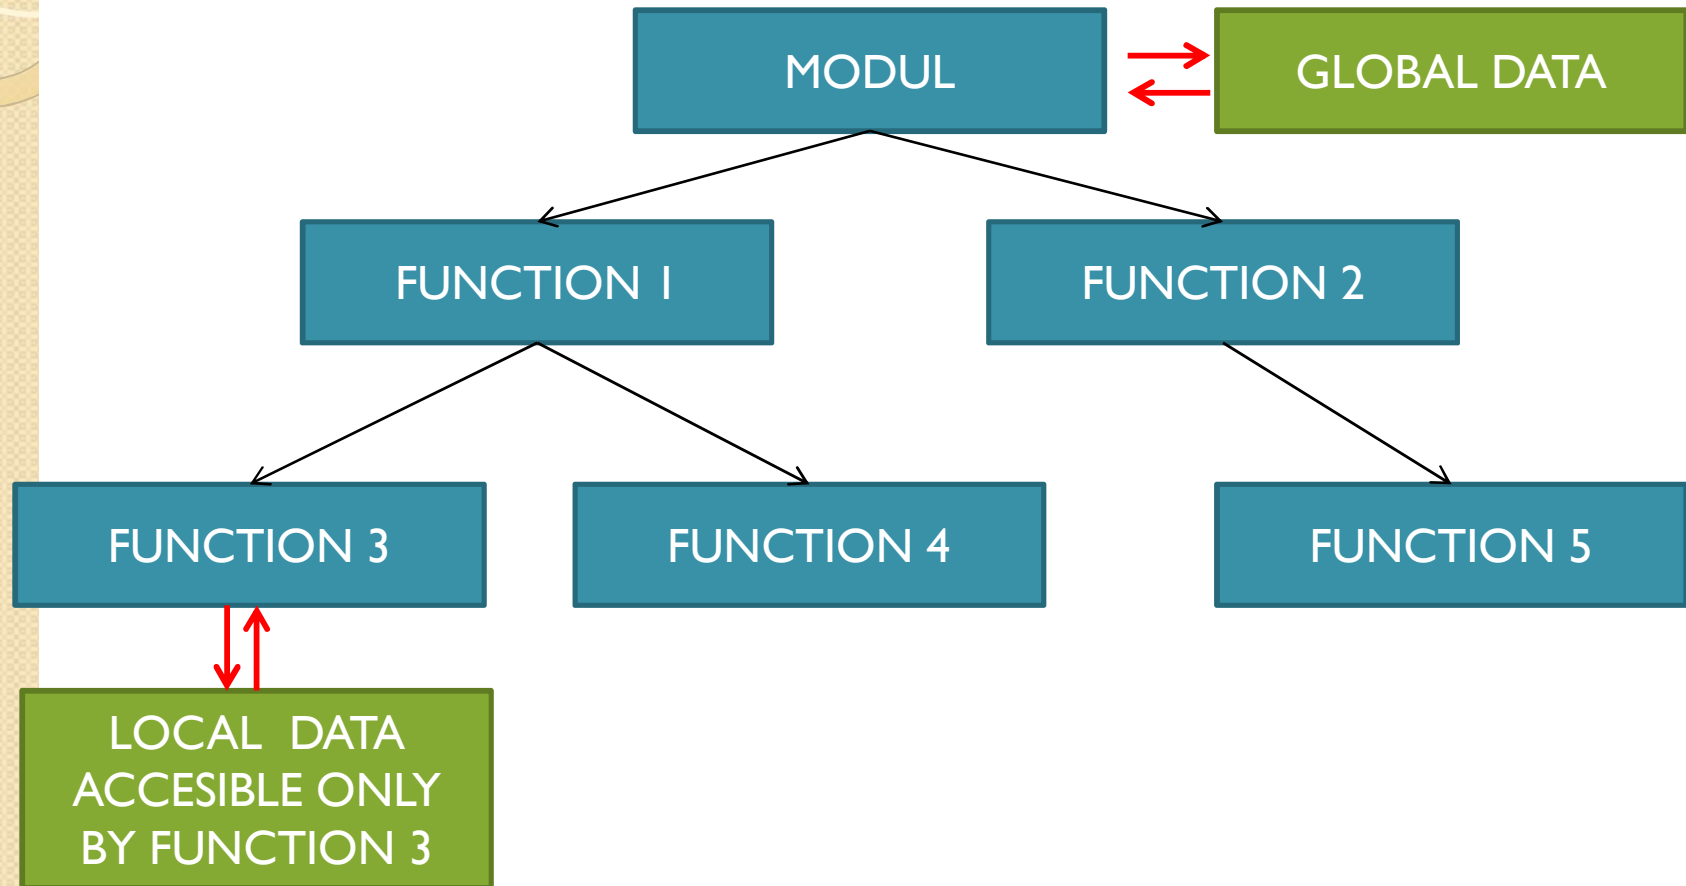 MODUL
GLOBAL DATA
FUNCTION 1
FUNCTION 2
FUNCTION 3
FUNCTION 4
FUNCTION 5
LOCAL DATA
ACCESIBLE ONLY
BY FUNCTION 3